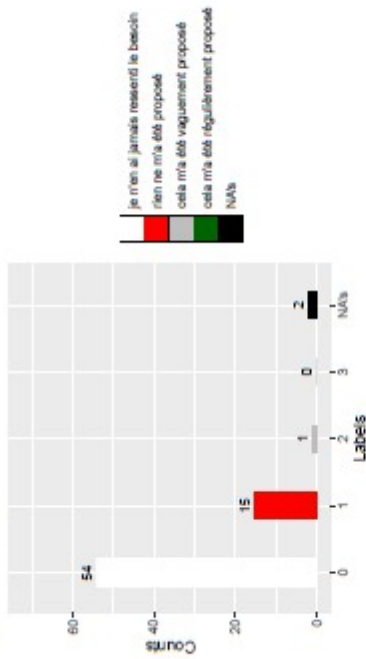 je n'en ai jamais ressenti le besoin
rien ne m'a été proposé
cela m'a été vaguement proposé
cela m'a été régulièrement proposé
NA's
Counts
60
40
20
0
54
15
1
0
2
0
1
2
3
NA's
Labels